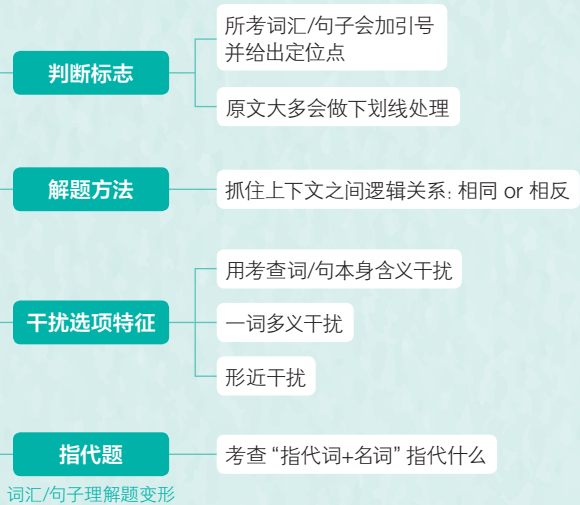 判断标志
所考词汇/句子会加引号
并给出定位点
原文大多会做下划线处理
解题方法
抓住上下文之间逻辑关系: 相同 or 相反
干扰选项特征
用考查词/句本身含义干扰
一词多义干扰
形近干扰
指代题
考查“指代词+名词”指代什么
词汇/句子理解题变形